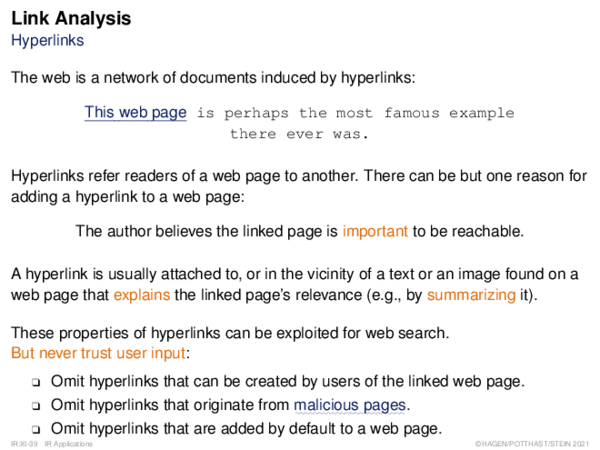 Link Analysis
Hyperlinks
The web is a network of documents induced by hyperlinks:
This web page is perhaps the most famous example
there ever was.
Hyperlinks refer readers of a web page to another. There can be but one reason for
adding a hyperlink to a web page:
The author believes the linked page is important to be reachable.
A hyperlink is usually attached to, or in the vicinity of a text or an image found on a
web page that explains the linked page's relevance (e.g., by summarizing it).
These properties of hyperlinks can be exploited for web search.
But never trust user input:
❑ Omit hyperlinks that can be created by users of the linked web page.
❑ Omit hyperlinks that originate from malicious pages.
❑ Omit hyperlinks that are added by default to a web page.
IR:XI-39 IR Applications ©HAGEN/POTTHAST/STEIN 2021